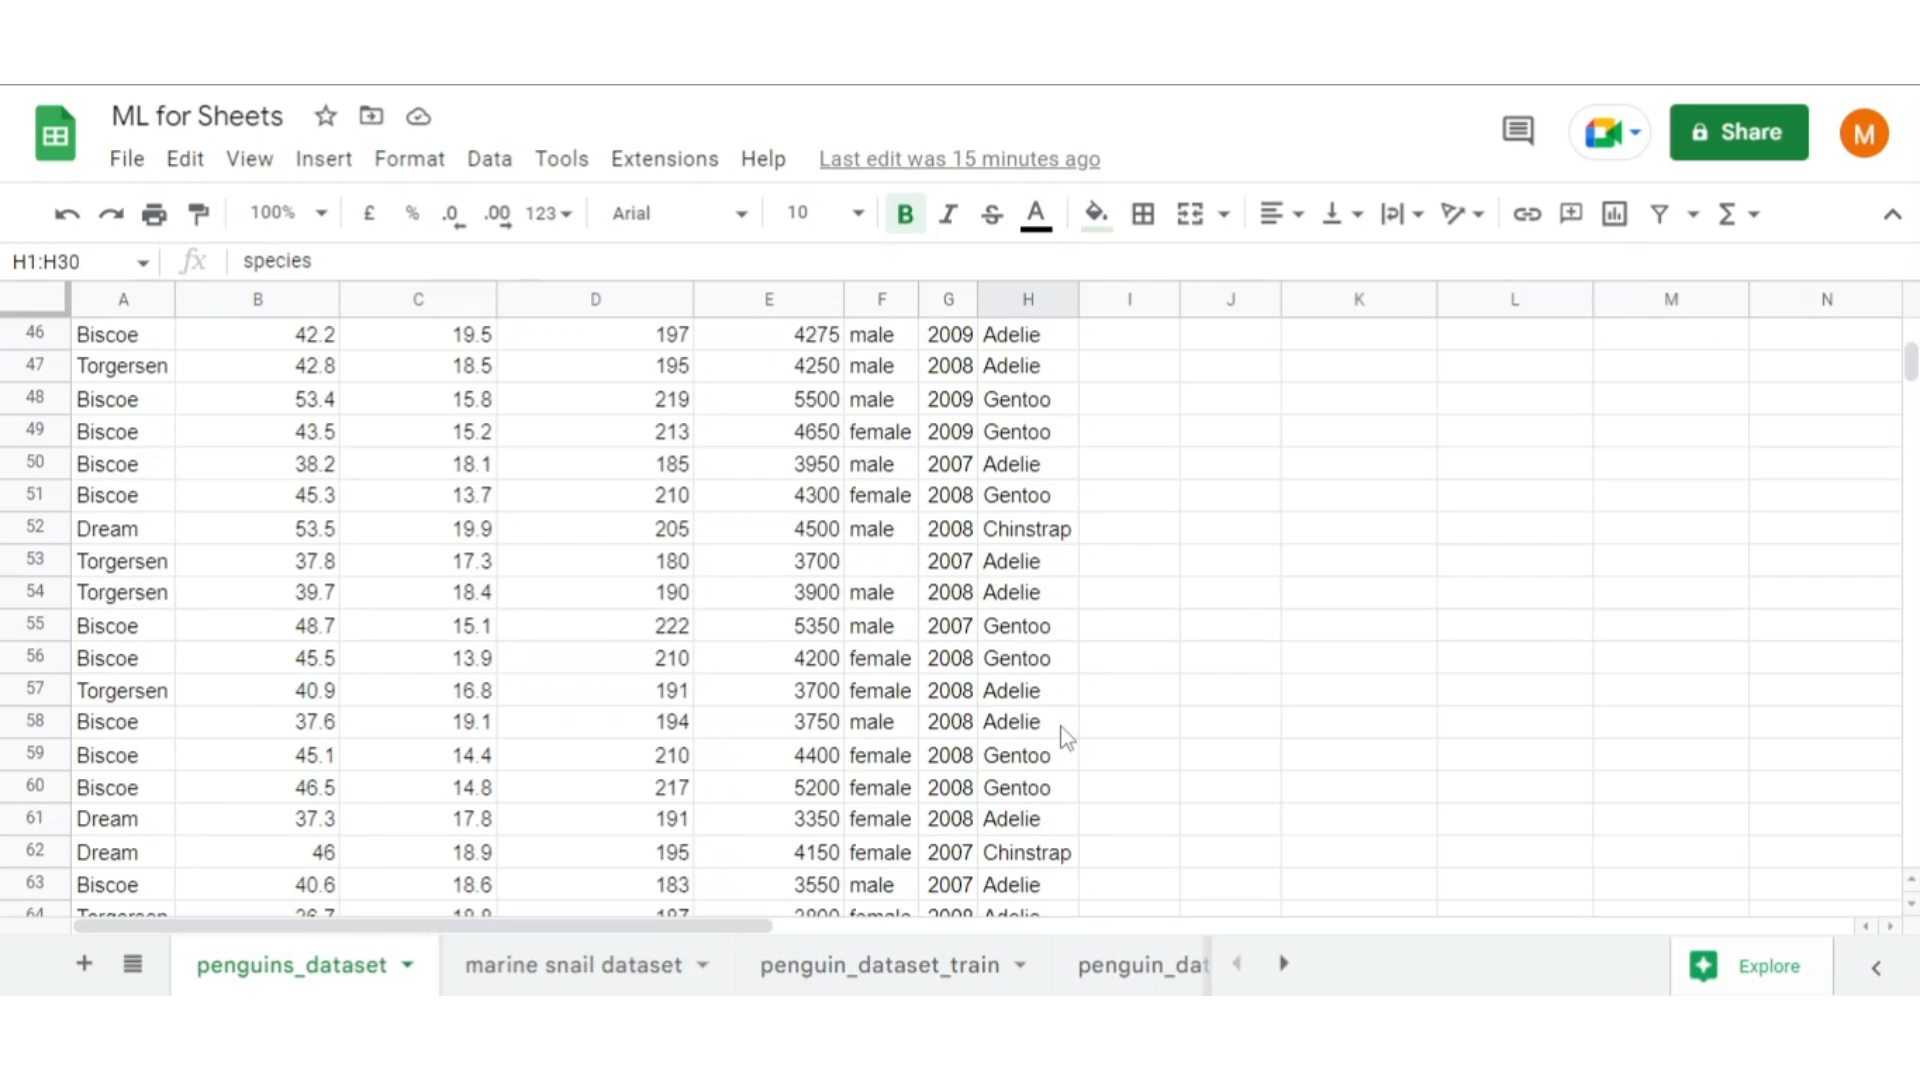 ML for Sheets
File Edit View Insert Format Data Tools Extensions Help Last edit was 15 minutes ago
Share
M
100% £ % .0 .00 123 Arial 10 B I S A
H1:H30 fx species
A B C D E F G H I J K L M N
46 Biscoe 42.2 19.5 197 4275 male 2009 Adelie
47 Torgersen 42.8 18.5 195 4250 male 2008 Adelie
48 Biscoe 53.4 15.8 219 5500 male 2009 Gentoo
49 Biscoe 43.5 15.2 213 4650 female 2009 Gentoo
50 Biscoe 38.2 18.1 185 3950 male 2007 Adelie
51 Biscoe 45.3 13.7 210 4300 female 2008 Gentoo
52 Dream 53.5 19.9 205 4500 male 2008 Chinstrap
53 Torgersen 37.8 17.3 180 3700 2007 Adelie
54 Torgersen 39.7 18.4 190 3900 male 2008 Adelie
55 Biscoe 48.7 15.1 222 5350 male 2007 Gentoo
56 Biscoe 45.5 13.9 210 4200 female 2008 Gentoo
57 Torgersen 40.9 16.8 191 3700 female 2008 Adelie
58 Biscoe 37.6 19.1 194 3750 male 2008 Adelie
59 Biscoe 45.1 14.4 210 4400 female 2008 Gentoo
60 Biscoe 46.5 14.8 217 5200 female 2008 Gentoo
61 Dream 37.3 17.8 191 3350 female 2008 Adelie
62 Dream 46 18.9 195 4150 female 2007 Chinstrap
63 Biscoe 40.6 18.6 183 3550 male 2007 Adelie
64 Torgersen female 2008 Adelie
penguins_dataset marine snail dataset penguin_dataset_train penguin_dat Explore